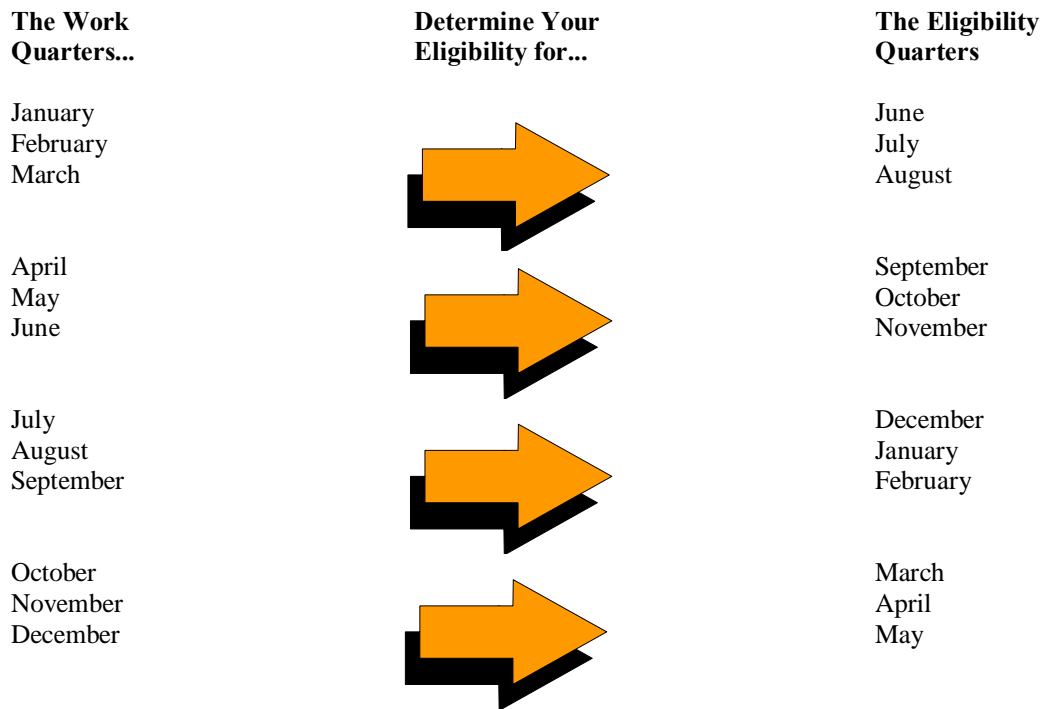 The Work
Quarters...
Determine Your
Eligibility for...
The Eligibility
Quarters
January
February
March
June
July
August
April
May
June
September
October
November
July
August
September
December
January
February
October
November
December
March
April
May